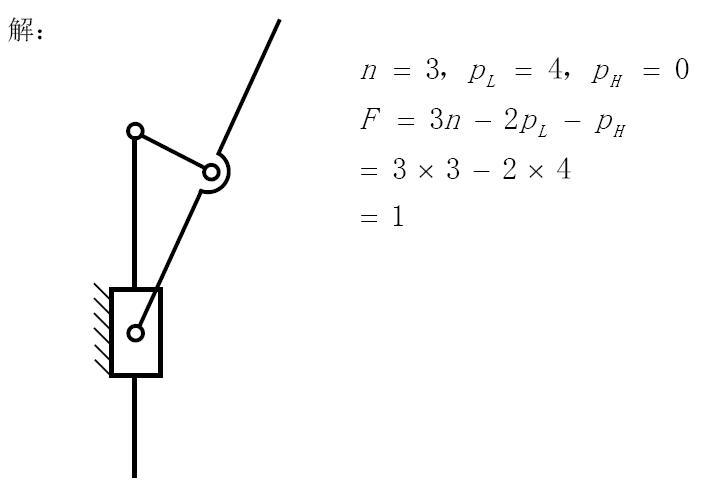 解：
n = 3，p_L = 4，p_H = 0
F = 3n − 2p_L − p_H
= 3 × 3 − 2 × 4
= 1